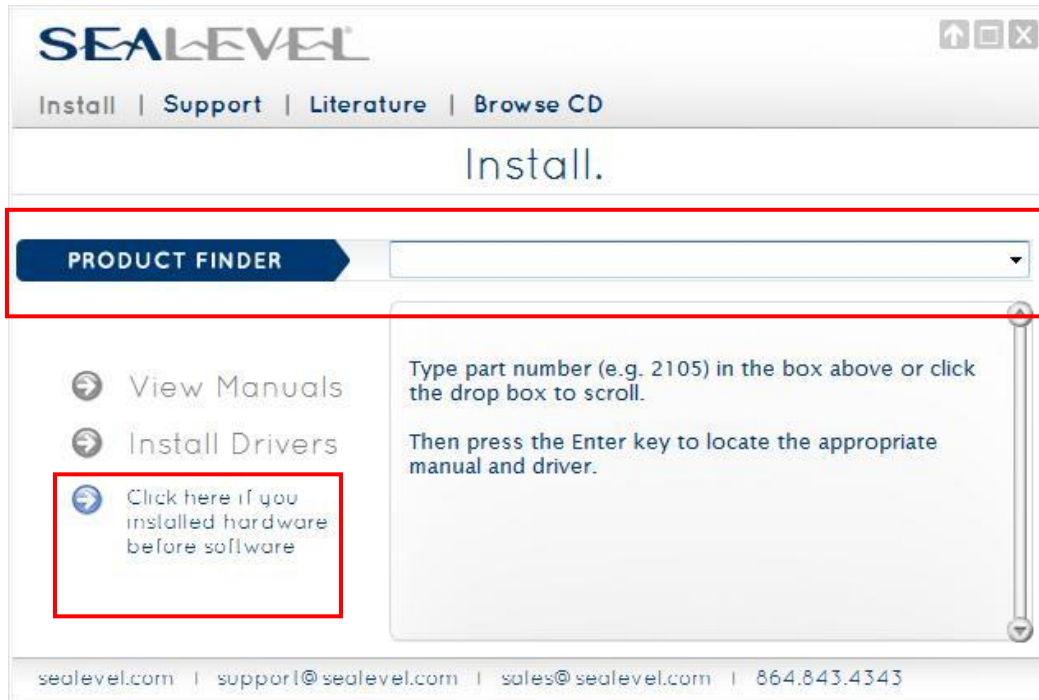 SEALEVEL
Install | Support | Literature | Browse CD
Install.
PRODUCT FINDER
Type part number (e.g. 2105) in the box above or click
the drop box to scroll.
Then press the Enter key to locate the appropriate
manual and driver.
View Manuals
Install Drivers
Click here if you
installed hardware
before software
sealevel.com | support@sealevel.com | sales@sealevel.com | 864.843.4343